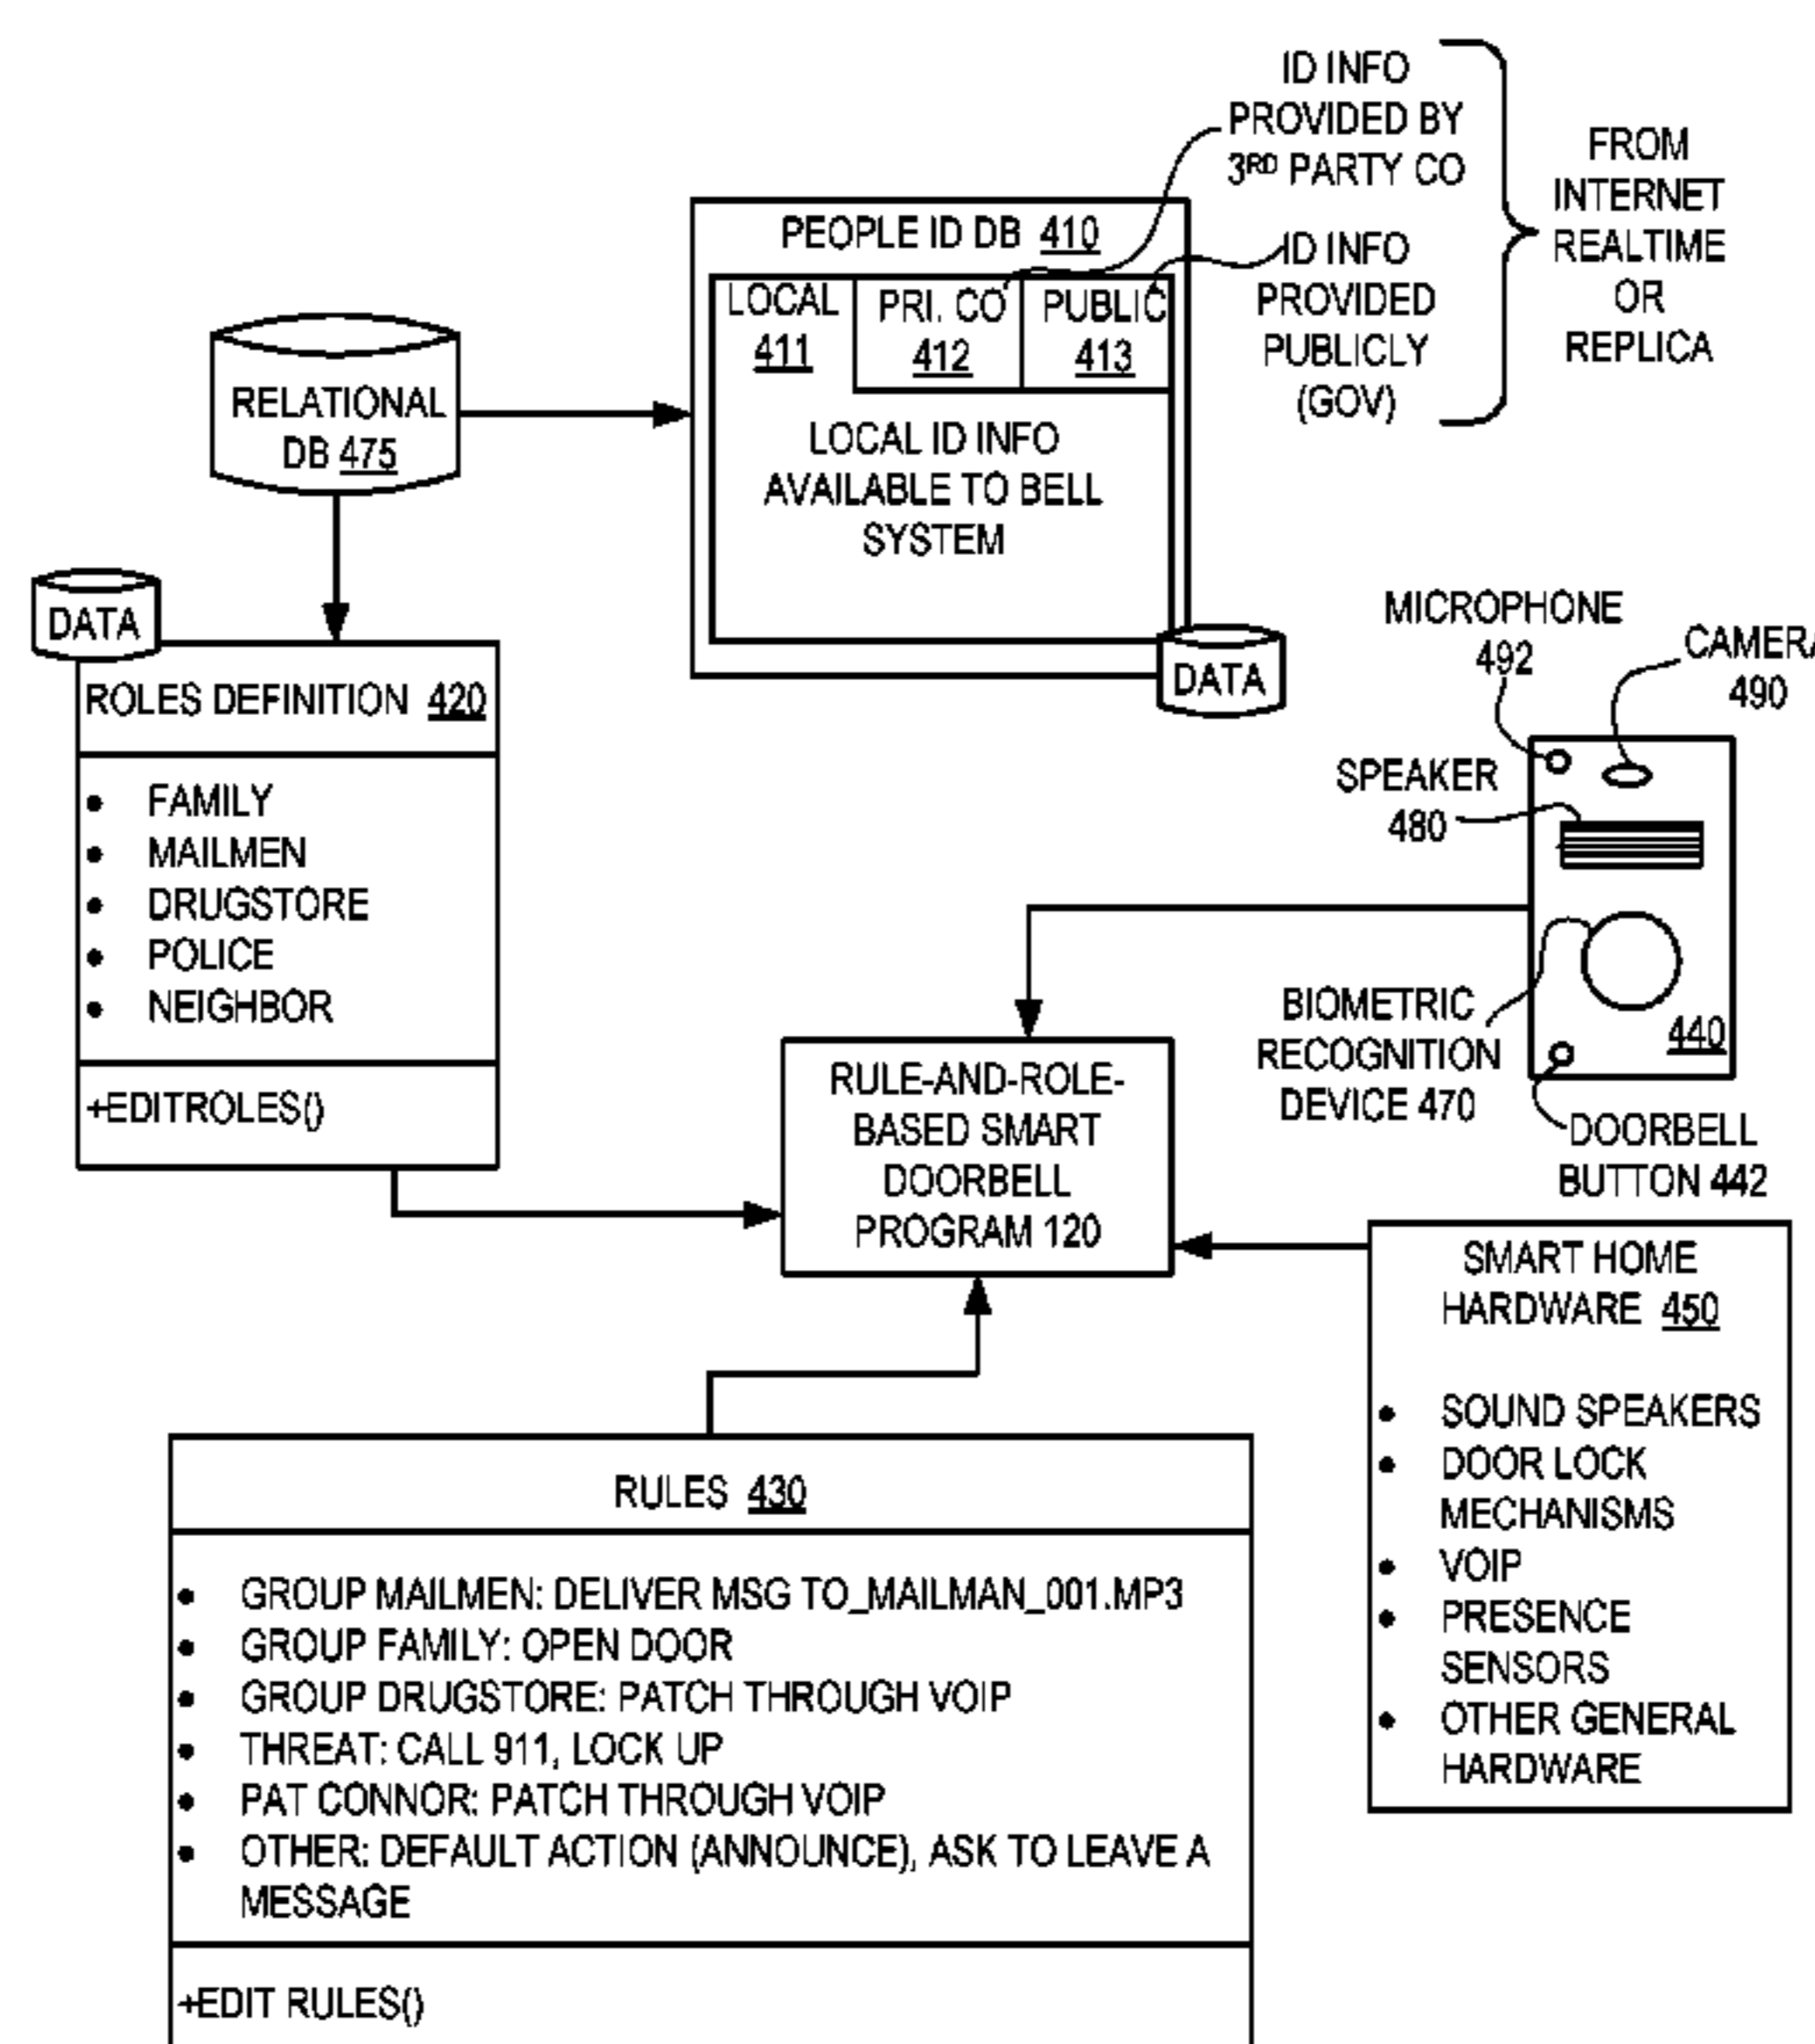 ID INFO
PROVIDED BY
3RD PARTY CO
ID INFO
PROVIDED
PUBLICLY
(GOV)
FROM
INTERNET
REALTIME
OR
REPLICA
PEOPLE ID DB 410
LOCAL
411
PRI. CO
412
PUBLIC
413
LOCAL ID INFO
AVAILABLE TO BELL
SYSTEM
DATA
RELATIONAL
DB 475
DATA
ROLES DEFINITION 420
• FAMILY
• MAILMEN
• DRUGSTORE
• POLICE
• NEIGHBOR
+EDITROLES()
MICROPHONE
492
CAMERA
490
SPEAKER
480
BIOMETRIC
RECOGNITION
DEVICE 470
440
DOORBELL
BUTTON 442
RULE-AND-ROLE-
BASED SMART
DOORBELL
PROGRAM 120
SMART HOME
HARDWARE 450
• SOUND SPEAKERS
• DOOR LOCK
MECHANISMS
• VOIP
• PRESENCE
SENSORS
• OTHER GENERAL
HARDWARE
RULES 430
• GROUP MAILMEN: DELIVER MSG TO_MAILMAN_001.MP3
• GROUP FAMILY: OPEN DOOR
• GROUP DRUGSTORE: PATCH THROUGH VOIP
• THREAT: CALL 911, LOCK UP
• PAT CONNOR: PATCH THROUGH VOIP
• OTHER: DEFAULT ACTION (ANNOUNCE), ASK TO LEAVE A
MESSAGE
+EDIT RULES()